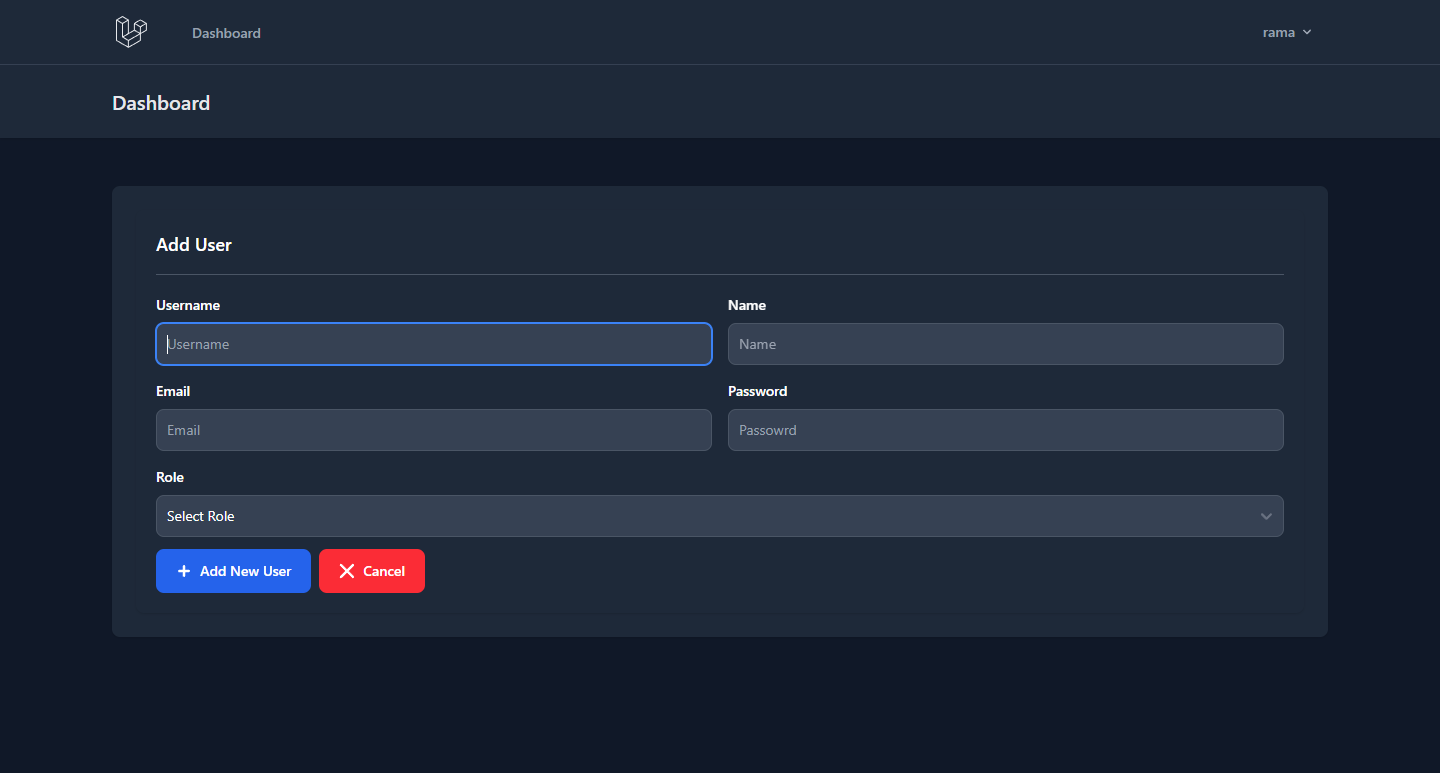 Dashboard
rama
Dashboard
Add User
Username
Name
Username
Name
Email
Password
Email
Passowrd
Role
Select Role
Add New User
Cancel